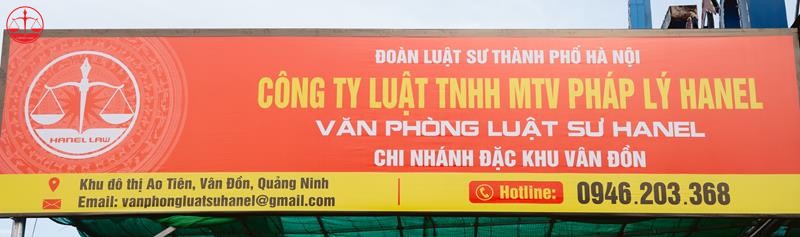 ĐOÀN LUẬT SƯ THÀNH PHỐ HÀ NỘI
CÔNG TY LUẬT TNHH MTV PHÁP LÝ HANEL
VĂN PHÒNG LUẬT SƯ HANEL
CHI NHÁNH ĐẶC KHU VÂN ĐỒN
HANEL LAW
Khu đô thị Ao Tiên, Vân Đồn, Quảng Ninh
Email: vanphongluatsuhanel@gmail.com
Hotline: 0946.203.368